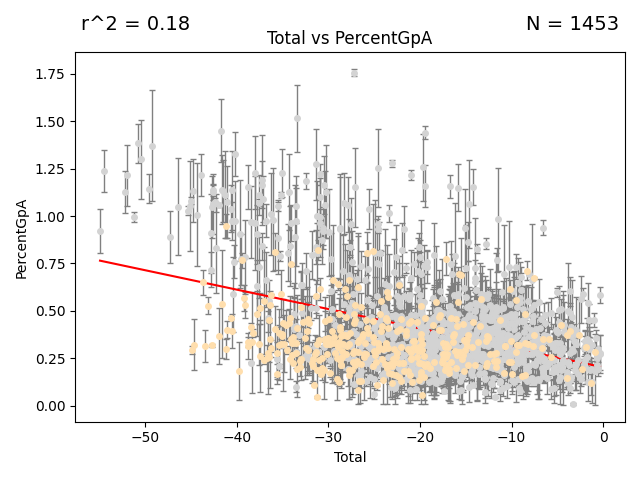 r^2 = 0.18
N = 1453
Total vs PercentGpA
PercentGpA
1.75
1.50
1.25
1.00
0.75
0.50
0.25
0.00
−50
−40
−30
−20
−10
0
Total